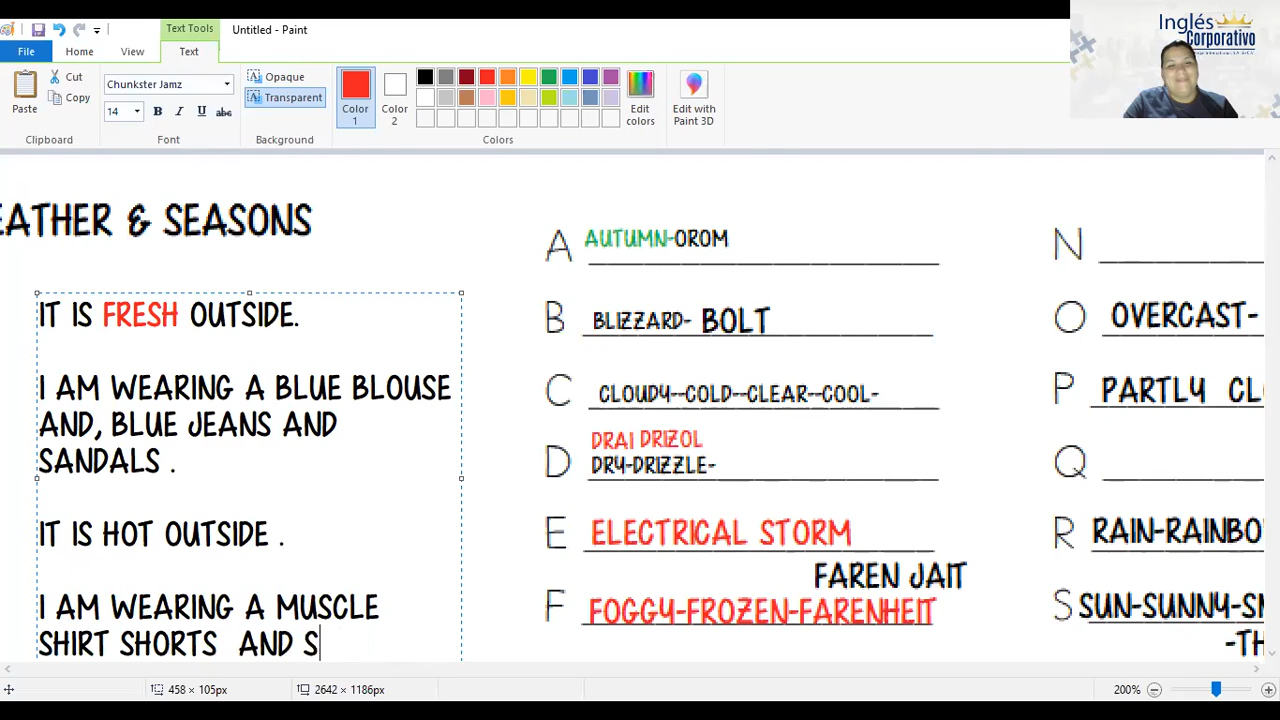 Text Tools
Untitled - Paint
File
Home
View
Text
Paste
Cut
Copy
Clipboard
Chunkster Jamz
14
B I U abc
Font
Opaque
Transparent
Background
Color 1
Color 2
Edit colors
Colors
Edit with Paint 3D
Inglés
Corporativo
EATHER & SEASONS
IT IS FRESH OUTSIDE.
I AM WEARING A BLUE BLOUSE
AND, BLUE JEANS AND
SANDALS .
IT IS HOT OUTSIDE .
I AM WEARING A MUSCLE
SHIRT SHORTS AND S
A AUTUMN-OROM
B BLIZZARD- BOLT
C CLOUDY--COLD--CLEAR--COOL-
DRAI DRIZOL
D DRY-DRIZZLE-
E ELECTRICAL STORM
FAREN JAIT
F FOGGY-FROZEN-FARENHEIT
N
O OVERCAST-
P PARTLY CLO
Q
R RAIN-RAINBO
S SUN-SUNNY-SN
-TH
458 × 105px
2642 × 1186px
200%